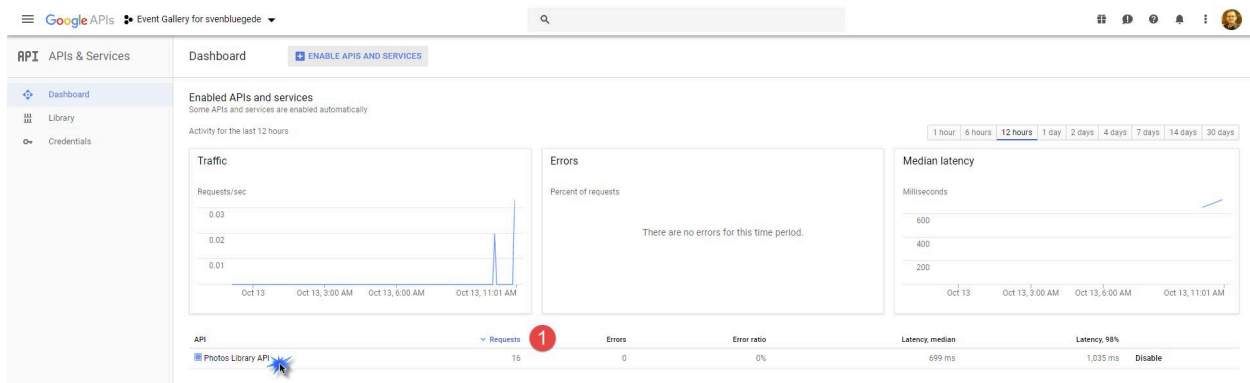 Google APIs Event Gallery for svenbluegede
API APIs & Services
Dashboard
ENABLE APIS AND SERVICES
Dashboard
Library
Credentials
Enabled APIs and services
Some APIs and services are enabled automatically
Activity for the last 12 hours
1 hour 6 hours 12 hours 1 day 2 days 4 days 7 days 14 days 30 days
Traffic
Requests/sec
0.03
0.02
0.01
Oct 13 Oct 13, 3:00 AM Oct 13, 6:00 AM Oct 13, 11:01 AM
Errors
Percent of requests
There are no errors for this time period.
Median latency
Milliseconds
600
400
200
Oct 13 Oct 13, 3:00 AM Oct 13, 6:00 AM Oct 13, 11:01 AM
API Requests 1 Errors Error ratio Latency, median Latency, 98%
Photos Library API 16 0 0% 699 ms 1,035 ms Disable